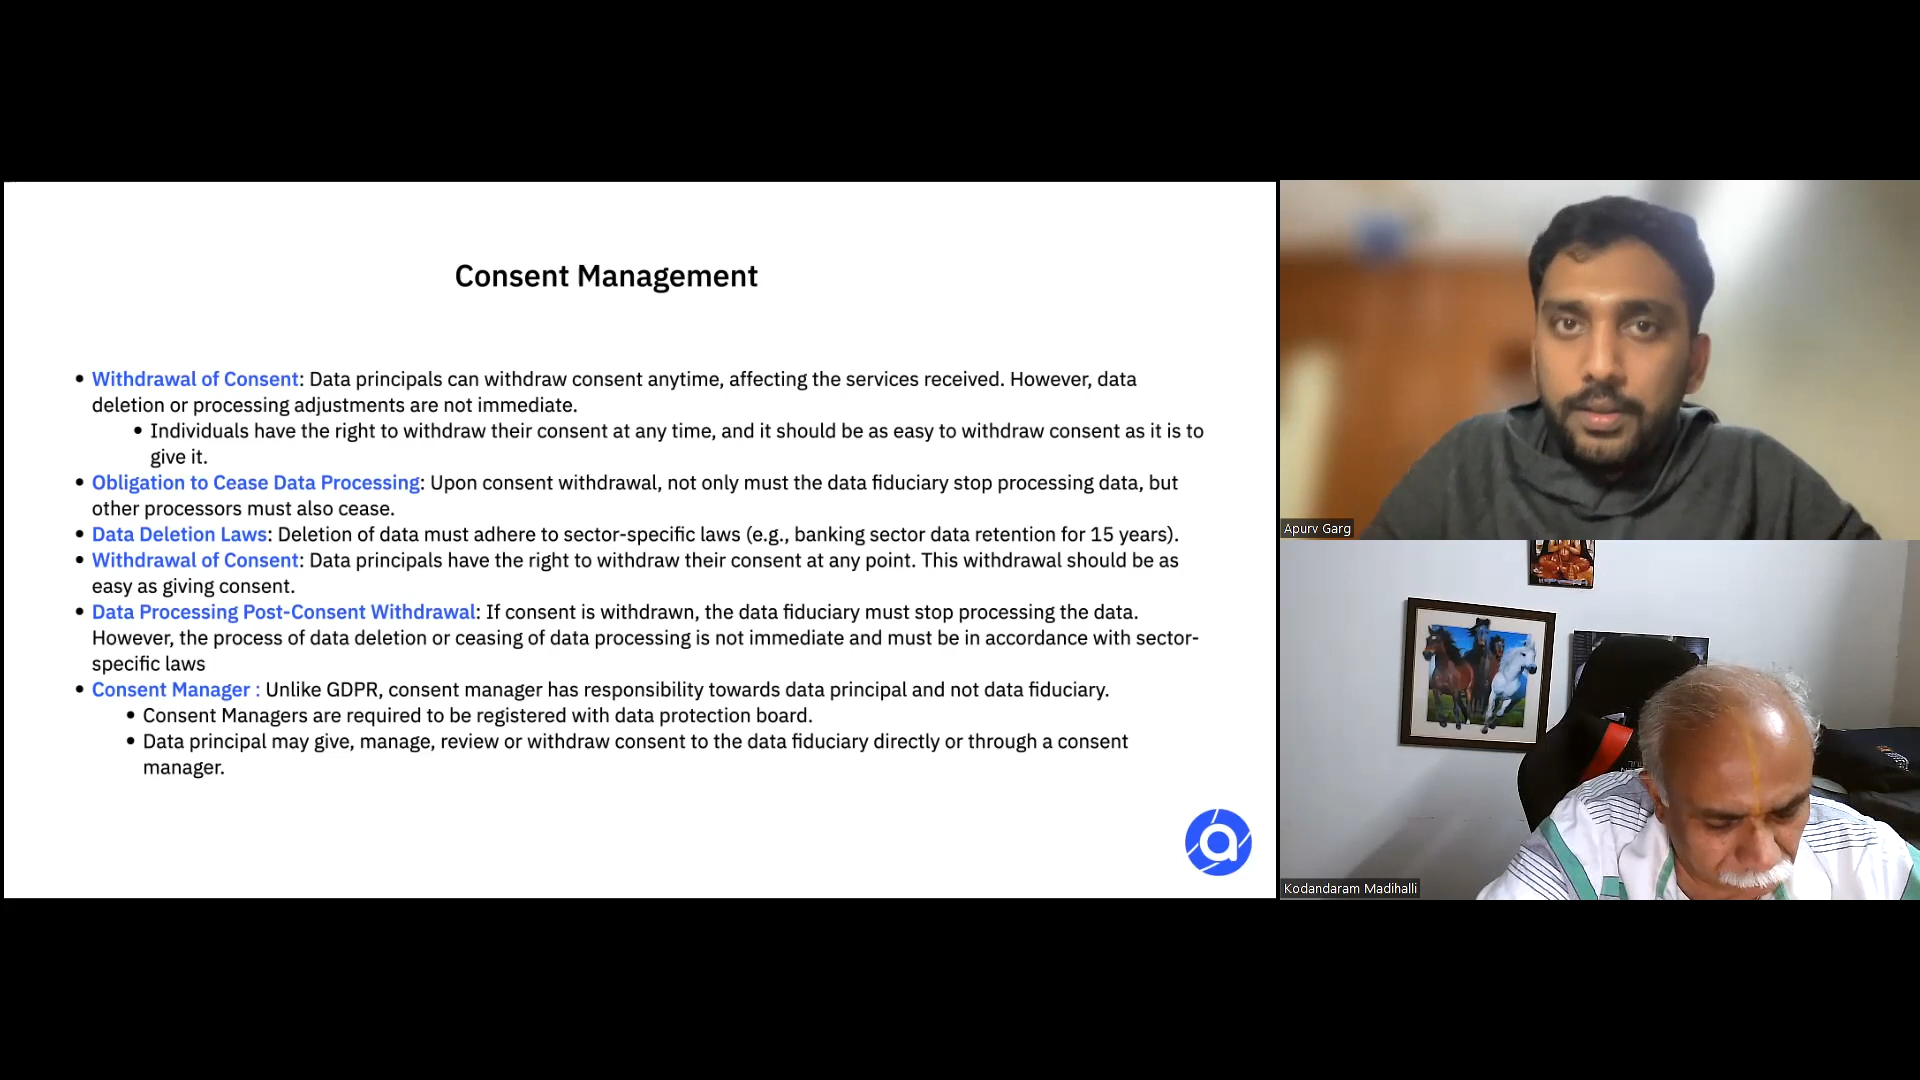 Consent Management
• Withdrawal of Consent: Data principals can withdraw consent anytime, affecting the services received. However, data
deletion or processing adjustments are not immediate.
• Individuals have the right to withdraw their consent at any time, and it should be as easy to withdraw consent as it is to
give it.
• Obligation to Cease Data Processing: Upon consent withdrawal, not only must the data fiduciary stop processing data, but
other processors must also cease.
• Data Deletion Laws: Deletion of data must adhere to sector-specific laws (e.g., banking sector data retention for 15 years).
• Withdrawal of Consent: Data principals have the right to withdraw their consent at any point. This withdrawal should be as
easy as giving consent.
• Data Processing Post-Consent Withdrawal: If consent is withdrawn, the data fiduciary must stop processing the data.
However, the process of data deletion or ceasing of data processing is not immediate and must be in accordance with sector-
specific laws
• Consent Manager : Unlike GDPR, consent manager has responsibility towards data principal and not data fiduciary.
• Consent Managers are required to be registered with data protection board.
• Data principal may give, manage, review or withdraw consent to the data fiduciary directly or through a consent
manager.
a
Apurv Garg
Kodandaram Madihalli